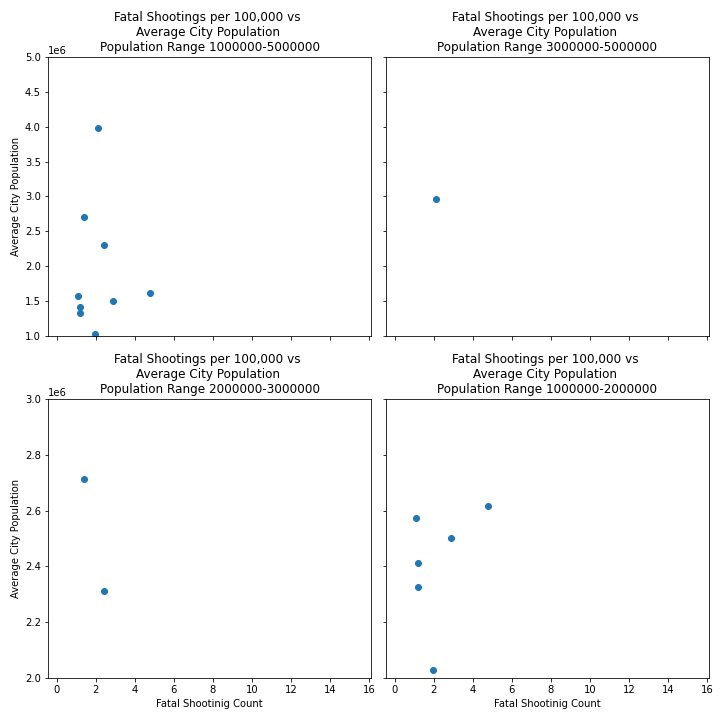 Fatal Shootings per 100,000 vs
Average City Population
Population Range 1000000-5000000
Fatal Shootings per 100,000 vs
Average City Population
Population Range 3000000-5000000
1e6
5.0
4.5
4.0
3.5
3.0
2.5
2.0
1.5
1.0
Average City Population
Fatal Shootings per 100,000 vs
Average City Population
Population Range 2000000-3000000
Fatal Shootings per 100,000 vs
Average City Population
Population Range 1000000-2000000
1e6
3.0
2.8
2.6
2.4
2.2
2.0
Average City Population
0 2 4 6 8 10 12 14 16
Fatal Shootinig Count
0 2 4 6 8 10 12 14 16
Fatal Shootinig Count